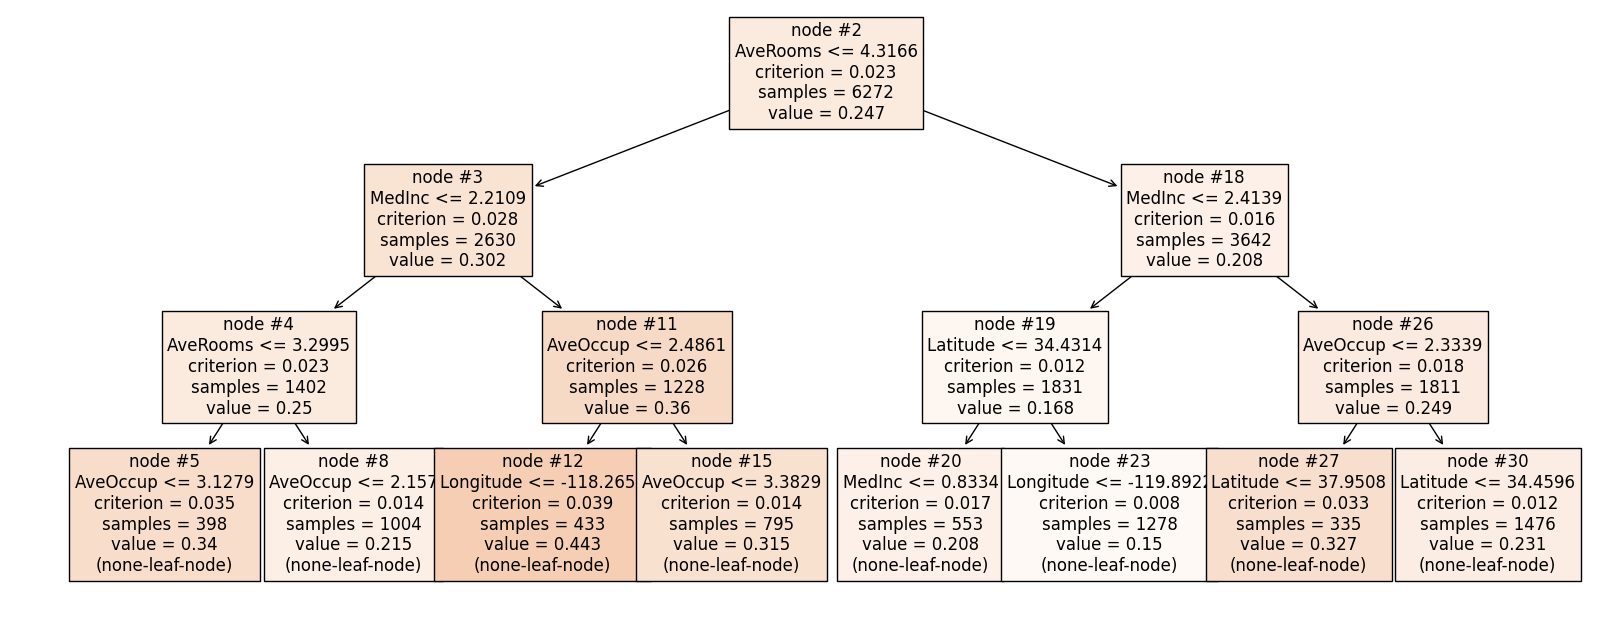 node #2
AveRooms <= 4.3166
criterion = 0.023
samples = 6272
value = 0.247
node #3
MedInc <= 2.2109
criterion = 0.028
samples = 2630
value = 0.302
node #18
MedInc <= 2.4139
criterion = 0.016
samples = 3642
value = 0.208
node #4
AveRooms <= 3.2995
criterion = 0.023
samples = 1402
value = 0.25
node #11
AveOccup <= 2.4861
criterion = 0.026
samples = 1228
value = 0.36
node #19
Latitude <= 34.4314
criterion = 0.012
samples = 1831
value = 0.168
node #26
AveOccup <= 2.3339
criterion = 0.018
samples = 1811
value = 0.249
node #5
AveOccup <= 3.1279
criterion = 0.035
samples = 398
value = 0.34
(none-leaf-node)
node #8
AveOccup <= 2.157
criterion = 0.014
samples = 1004
value = 0.215
(none-leaf-node)
node #12
Longitude <= -118.265
criterion = 0.039
samples = 433
value = 0.443
(none-leaf-node)
node #15
AveOccup <= 3.3829
criterion = 0.014
samples = 795
value = 0.315
(none-leaf-node)
node #20
MedInc <= 0.8334
criterion = 0.017
samples = 553
value = 0.208
(none-leaf-node)
node #23
Longitude <= -119.892
criterion = 0.008
samples = 1278
value = 0.15
(none-leaf-node)
node #27
Latitude <= 37.9508
criterion = 0.033
samples = 335
value = 0.327
(none-leaf-node)
node #30
Latitude <= 34.4596
criterion = 0.012
samples = 1476
value = 0.231
(none-leaf-node)